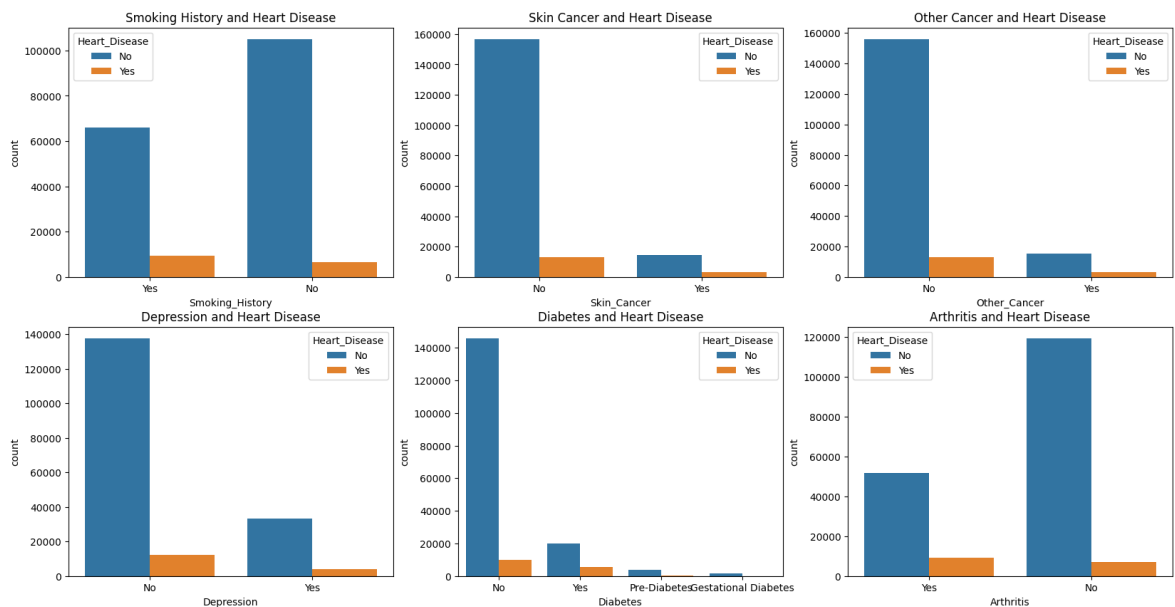 Smoking History and Heart Disease
Heart_Disease
No
Yes
100000
80000
60000
40000
20000
0
count
Yes
No
Smoking_History
Skin Cancer and Heart Disease
Heart_Disease
No
Yes
160000
140000
120000
100000
80000
60000
40000
20000
0
count
No
Yes
Skin_Cancer
Other Cancer and Heart Disease
Heart_Disease
No
Yes
160000
140000
120000
100000
80000
60000
40000
20000
0
count
No
Yes
Other_Cancer
Depression and Heart Disease
Heart_Disease
No
Yes
140000
120000
100000
80000
60000
40000
20000
0
count
No
Yes
Depression
Diabetes and Heart Disease
Heart_Disease
No
Yes
140000
120000
100000
80000
60000
40000
20000
0
count
No
Yes
Pre-Diabetes
Gestational Diabetes
Diabetes
Arthritis and Heart Disease
Heart_Disease
No
Yes
120000
100000
80000
60000
40000
20000
0
count
Yes
No
Arthritis